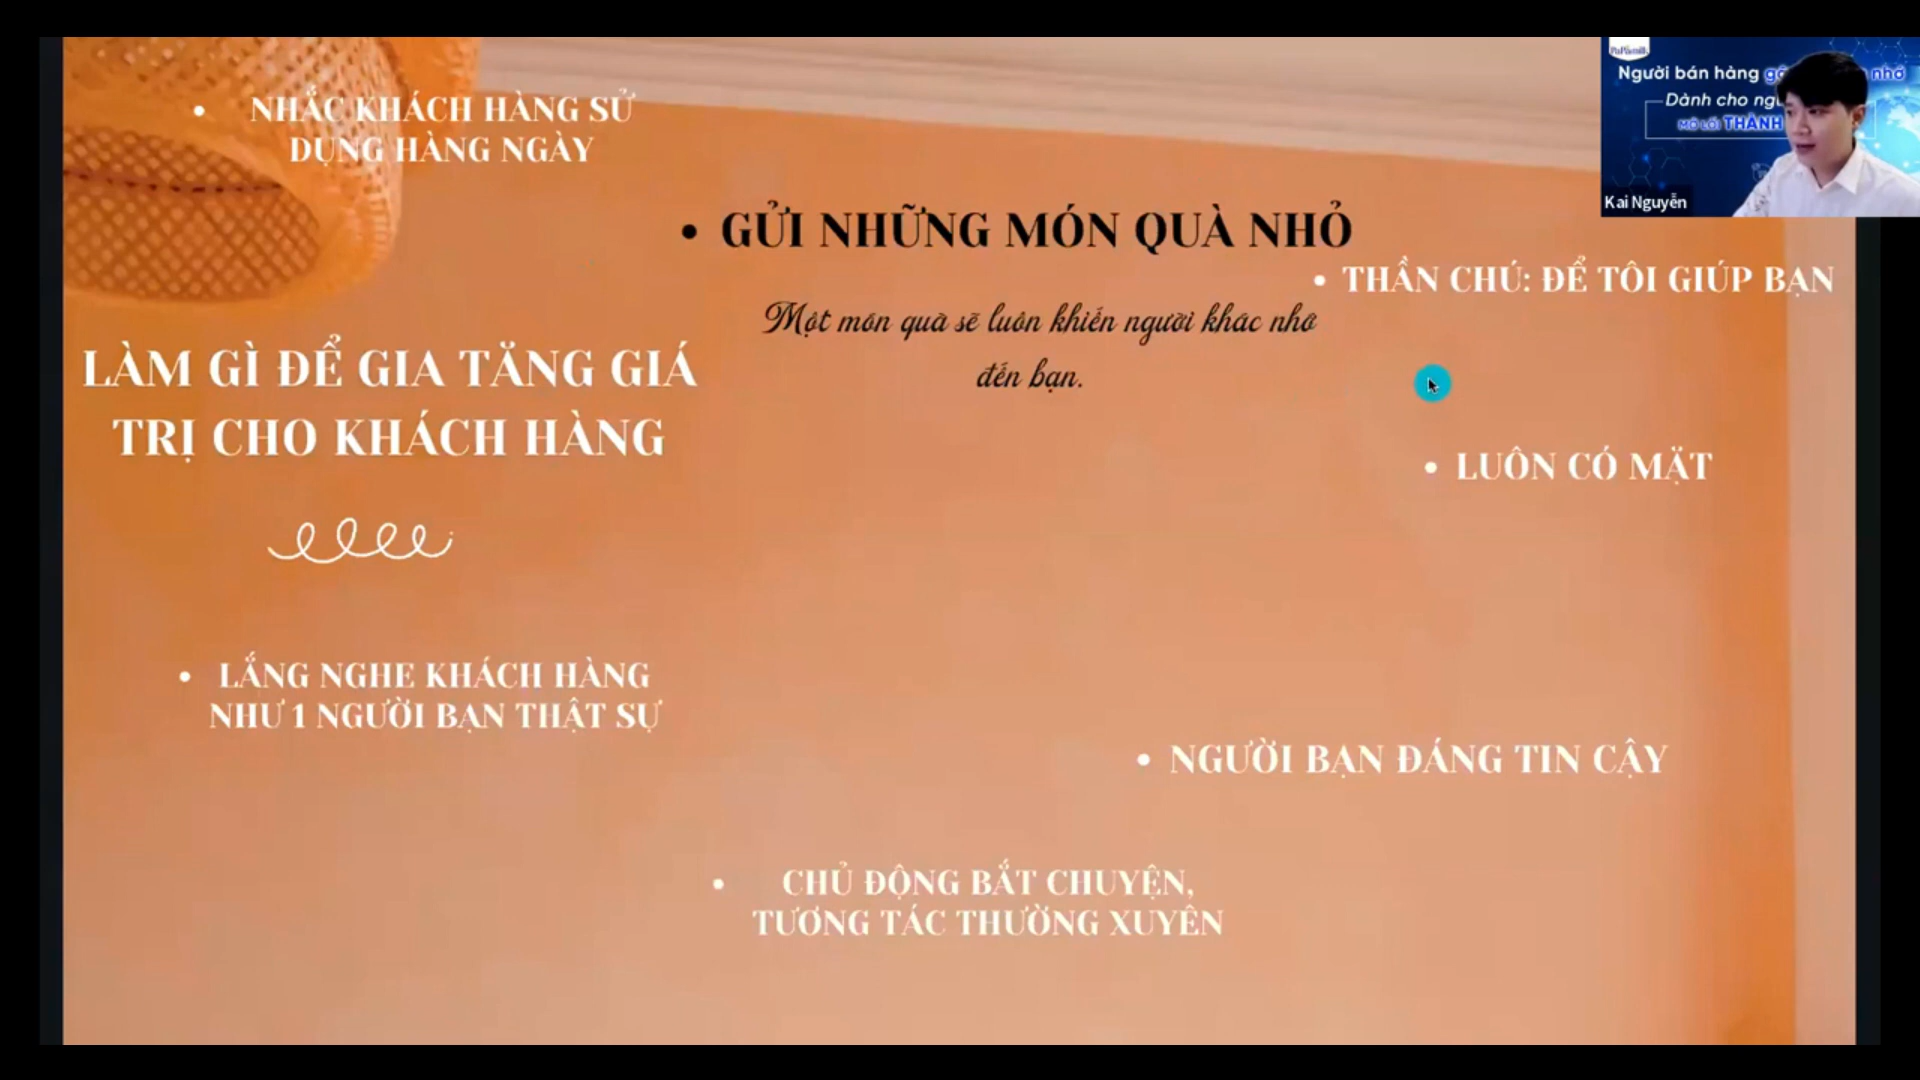 NHẮC KHÁCH HÀNG SỬ
DỤNG HÀNG NGÀY
GỬI NHỮNG MÓN QUÀ NHỎ
Một món quà sẽ luôn khiến người khác nhớ
đến bạn.
THẦN CHÚ: ĐỂ TÔI GIÚP BẠN
LÀM GÌ ĐỂ GIA TĂNG GIÁ
TRỊ CHO KHÁCH HÀNG
LUÔN CÓ MẶT
LẮNG NGHE KHÁCH HÀNG
NHƯ 1 NGƯỜI BẠN THẬT SỰ
NGƯỜI BẠN ĐÁNG TIN CẬY
CHỦ ĐỘNG BẮT CHUYỆN,
TƯƠNG TÁC THƯỜNG XUYÊN
Người bán hàng
nhớ
Dành cho
THÀNH
Kai Nguyễn